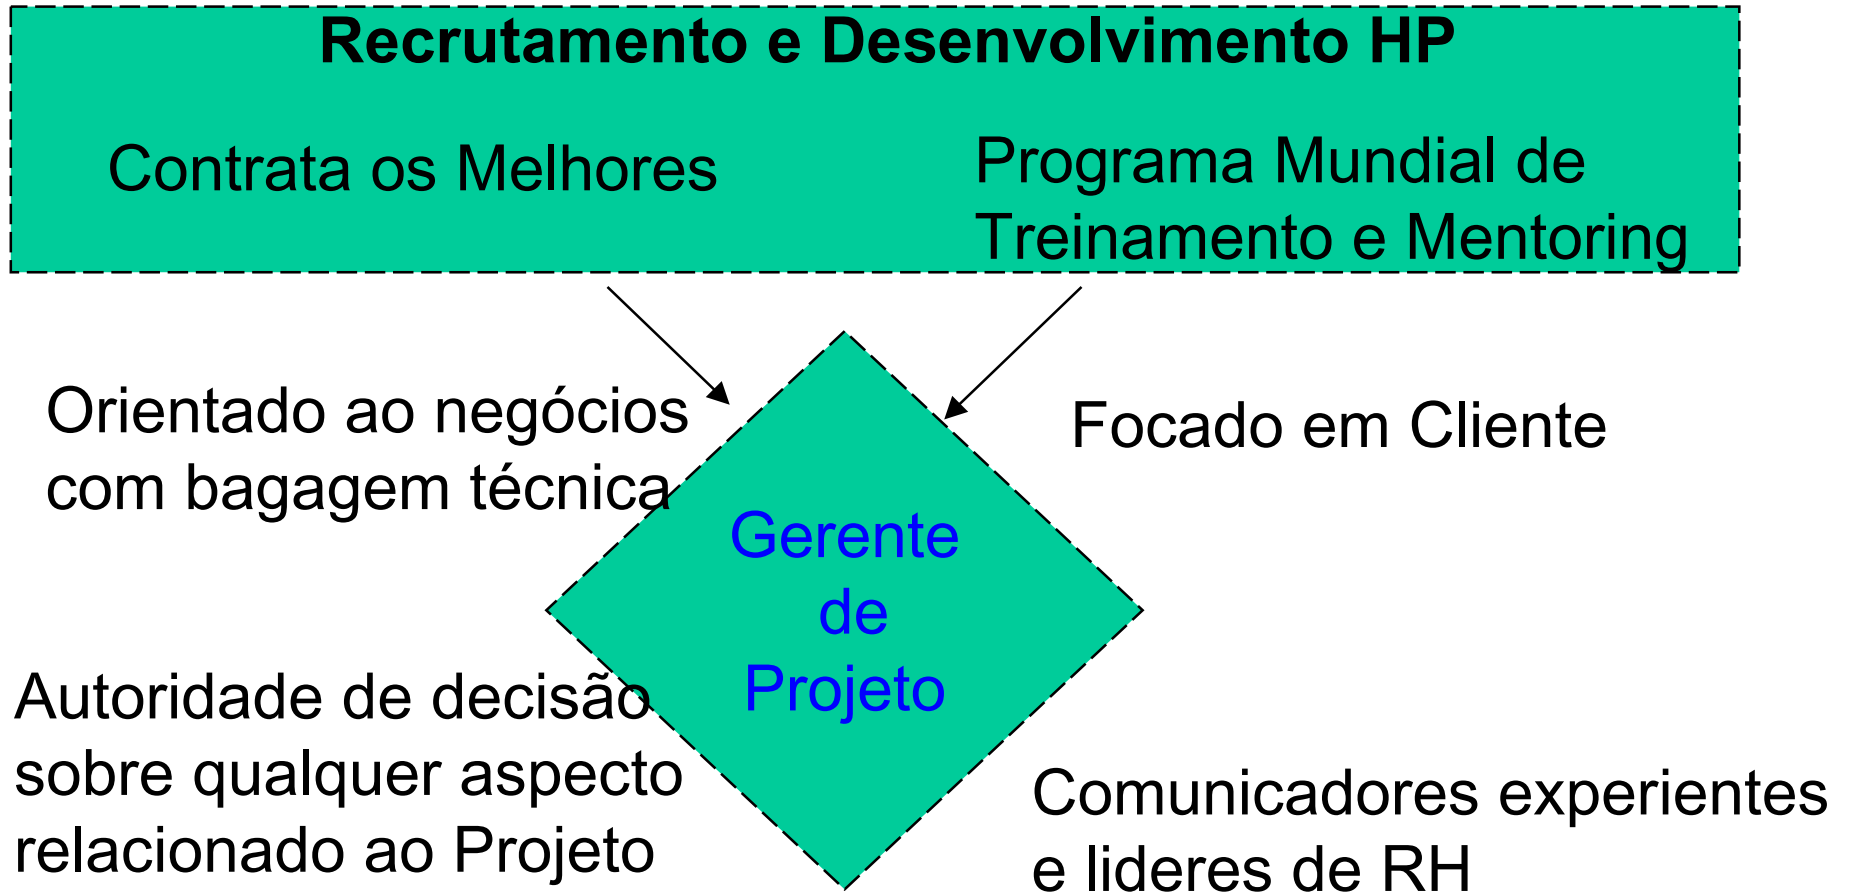 Recrutamento e Desenvolvimento HP
Contrata os Melhores
Programa Mundial de
Treinamento e Mentoring
Orientado ao negócios
com bagagem técnica
Focado em Cliente
Gerente
de
Projeto
Autoridade de decisão
sobre qualquer aspecto
relacionado ao Projeto
Comunicadores experientes
e lideres de RH